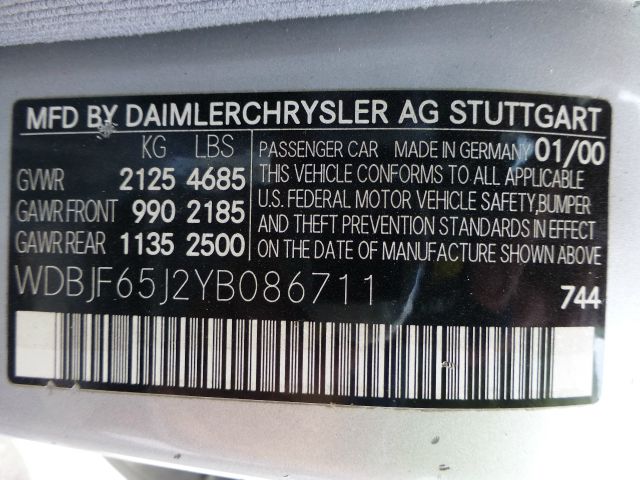 MFD BY DAIMLERCHRYSLER AG STUTTGART
KG LBS
GVWR 2125 4685
GAWR FRONT 990 2185
GAWR REAR 1135 2500
PASSENGER CAR MADE IN GERMANY 01/00
THIS VEHICLE CONFORMS TO ALL APPLICABLE
U.S. FEDERAL MOTOR VEHICLE SAFETY,BUMPER
AND THEFT PREVENTION STANDARDS IN EFFECT
ON THE DATE OF MANUFACTURE SHOWN ABOVE
WDBJF65J2YB086711
744